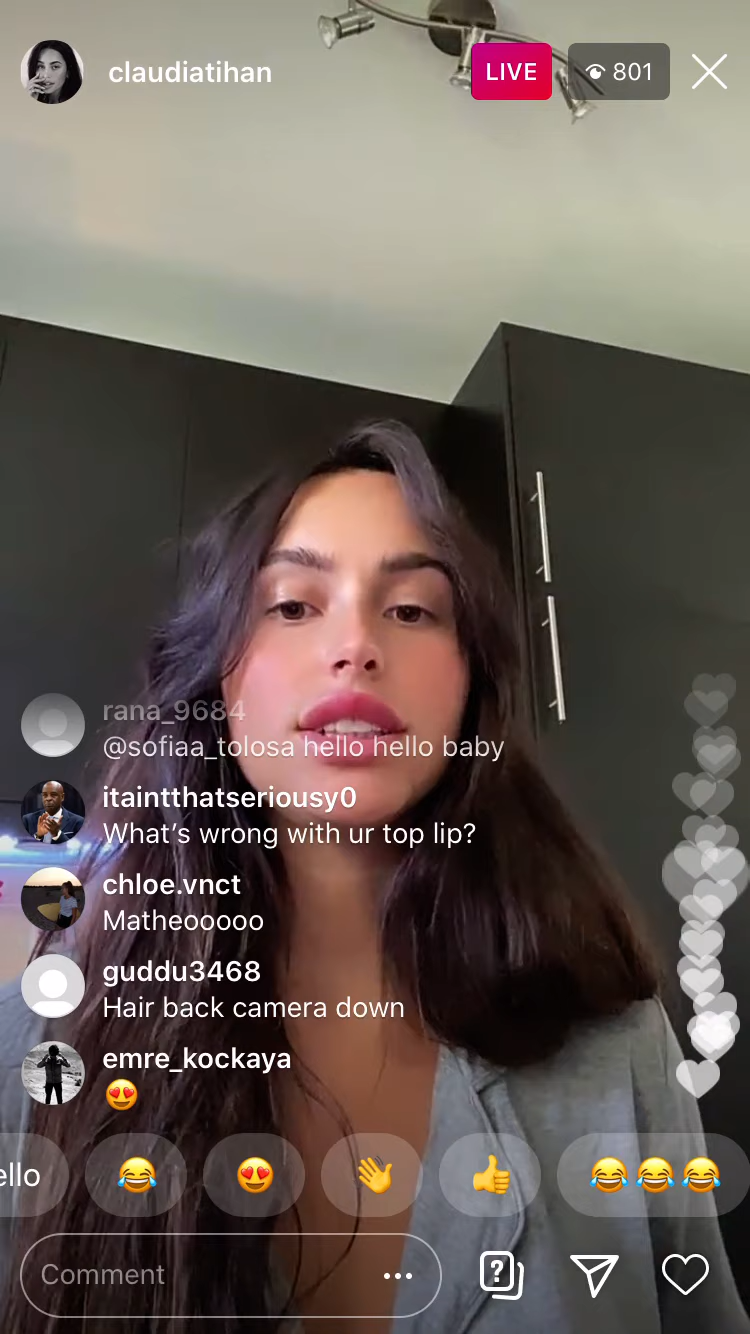 claudiatihan
LIVE
801
rana_9684
@sofiaa_tolosa hello hello baby
itaintthatseriousy0
What’s wrong with ur top lip?
chloe.vnct
Matheooooo
guddu3468
Hair back camera down
emre_kockaya
😍
ello 😂 😍 👋 👍 😂😂😂
Comment